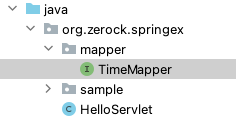 java
org.zerock.springex
mapper
I TimeMapper
sample
C HelloServlet